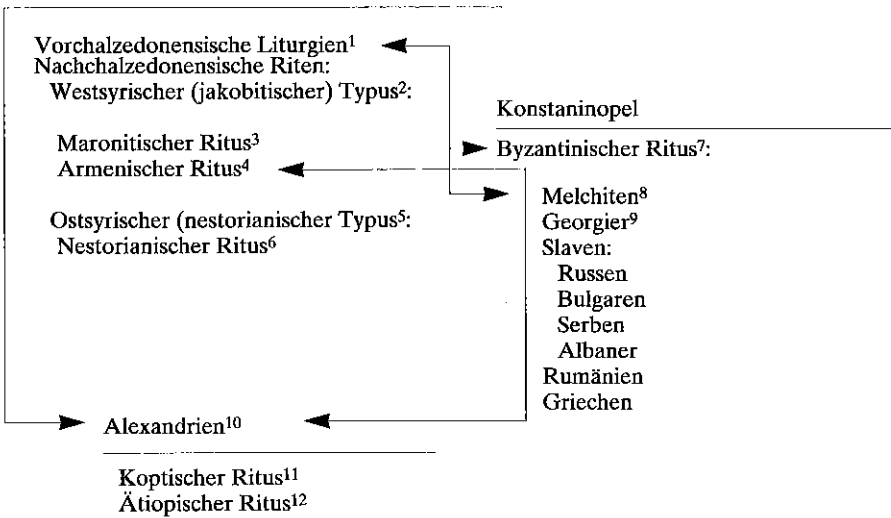 Vorchalzedonensische Liturgien¹
Nachchalzedonensische Riten:
Westsyrischer (jakobitischer) Typus²:
Maronitischer Ritus³
Armenischer Ritus⁴
Ostsyrischer (nestorianischer Typus⁵:
Nestorianischer Ritus⁶
Konstaninopel
Byzantinischer Ritus⁷:
Melchiten⁸
Georgier⁹
Slaven:
Russen
Bulgaren
Serben
Albaner
Rumänien
Griechen
Alexandrien¹⁰
Koptischer Ritus¹¹
Ätiopischer Ritus¹²